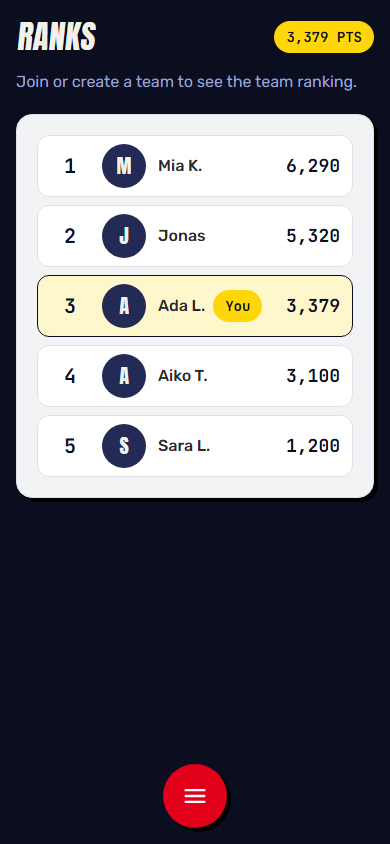 RANKS
3,379 PTS
Join or create a team to see the team ranking.
1 M Mia K. 6,290
2 J Jonas 5,320
3 A Ada L. You 3,379
4 A Aiko T. 3,100
5 S Sara L. 1,200